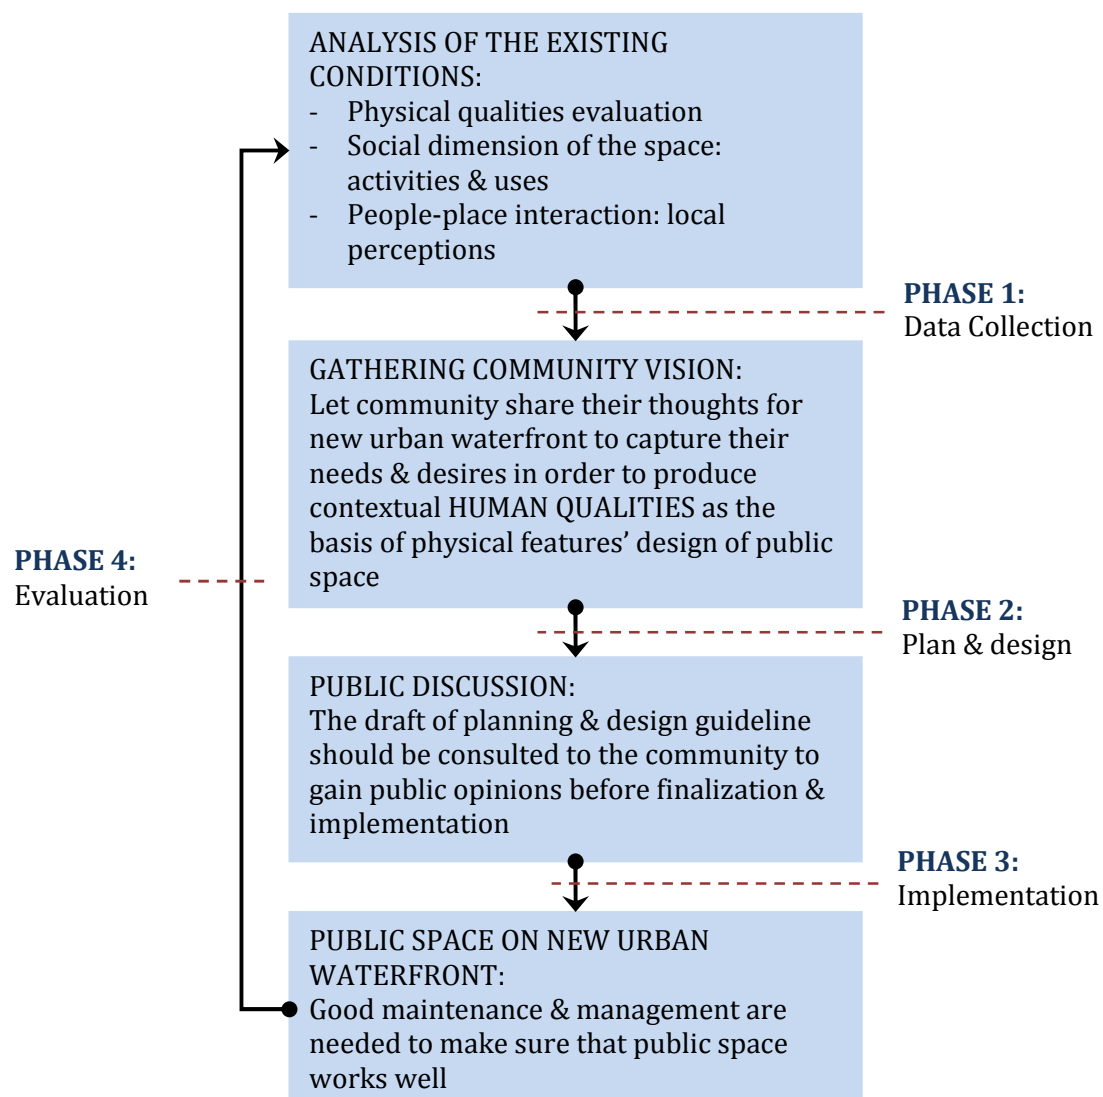 ANALYSIS OF THE EXISTING
CONDITIONS:
- Physical qualities evaluation
- Social dimension of the space:
activities & uses
- People-place interaction: local
perceptions
PHASE 1:
Data Collection
GATHERING COMMUNITY VISION:
Let community share their thoughts for
new urban waterfront to capture their
needs & desires in order to produce
contextual HUMAN QUALITIES as the
basis of physical features’ design of public
space
PHASE 4:
Evaluation
PHASE 2:
Plan & design
PUBLIC DISCUSSION:
The draft of planning & design guideline
should be consulted to the community to
gain public opinions before finalization &
implementation
PHASE 3:
Implementation
PUBLIC SPACE ON NEW URBAN
WATERFRONT:
Good maintenance & management are
needed to make sure that public space
works well